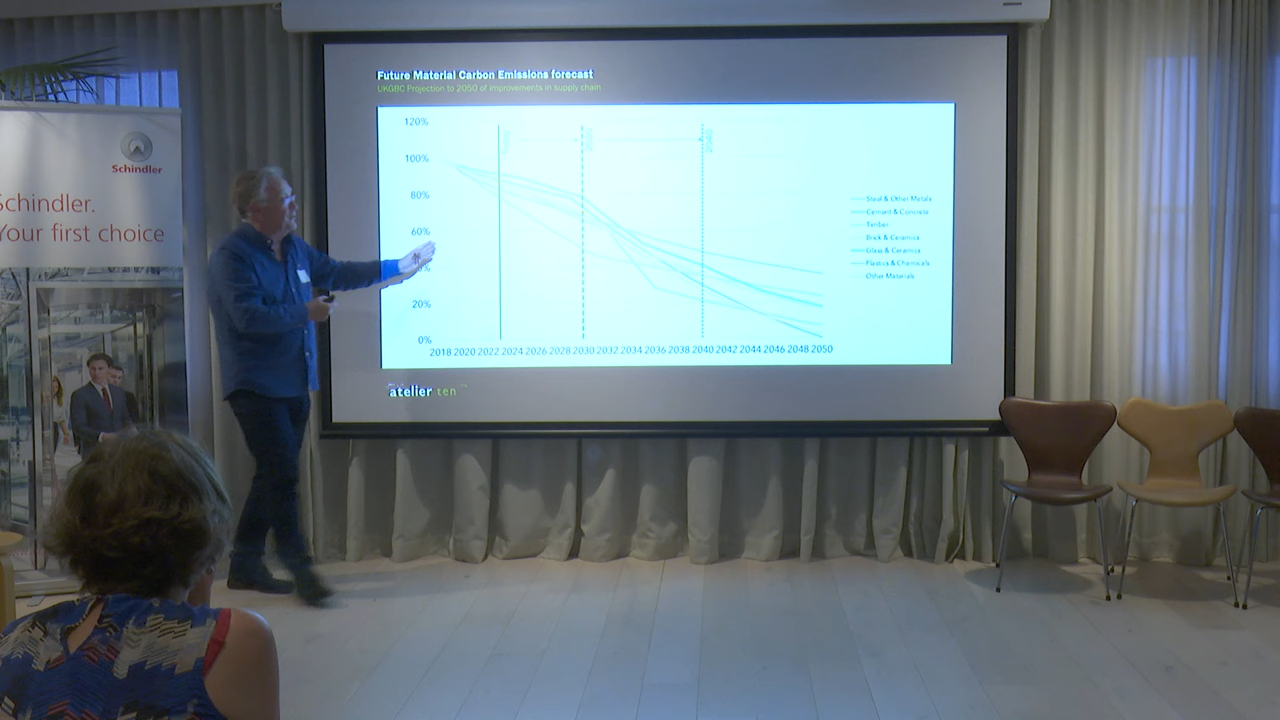 Future Material Carbon Emissions forecast
UKGBC Projection to 2050 of improvements in supply chain
120%
100%
80%
60%
20%
0%
2018 2020 2022 2024 2026 2028 2030 2032 2034 2036 2038 2040 2042 2044 2046 2048 2050
2040
Steel & Other Metals
Cement & Concrete
Timber
Brick & Ceramics
Glass & Ceramics
Plastics & Chemicals
Other Materials
atelier ten
Schindler
Schindler.
Your first choice